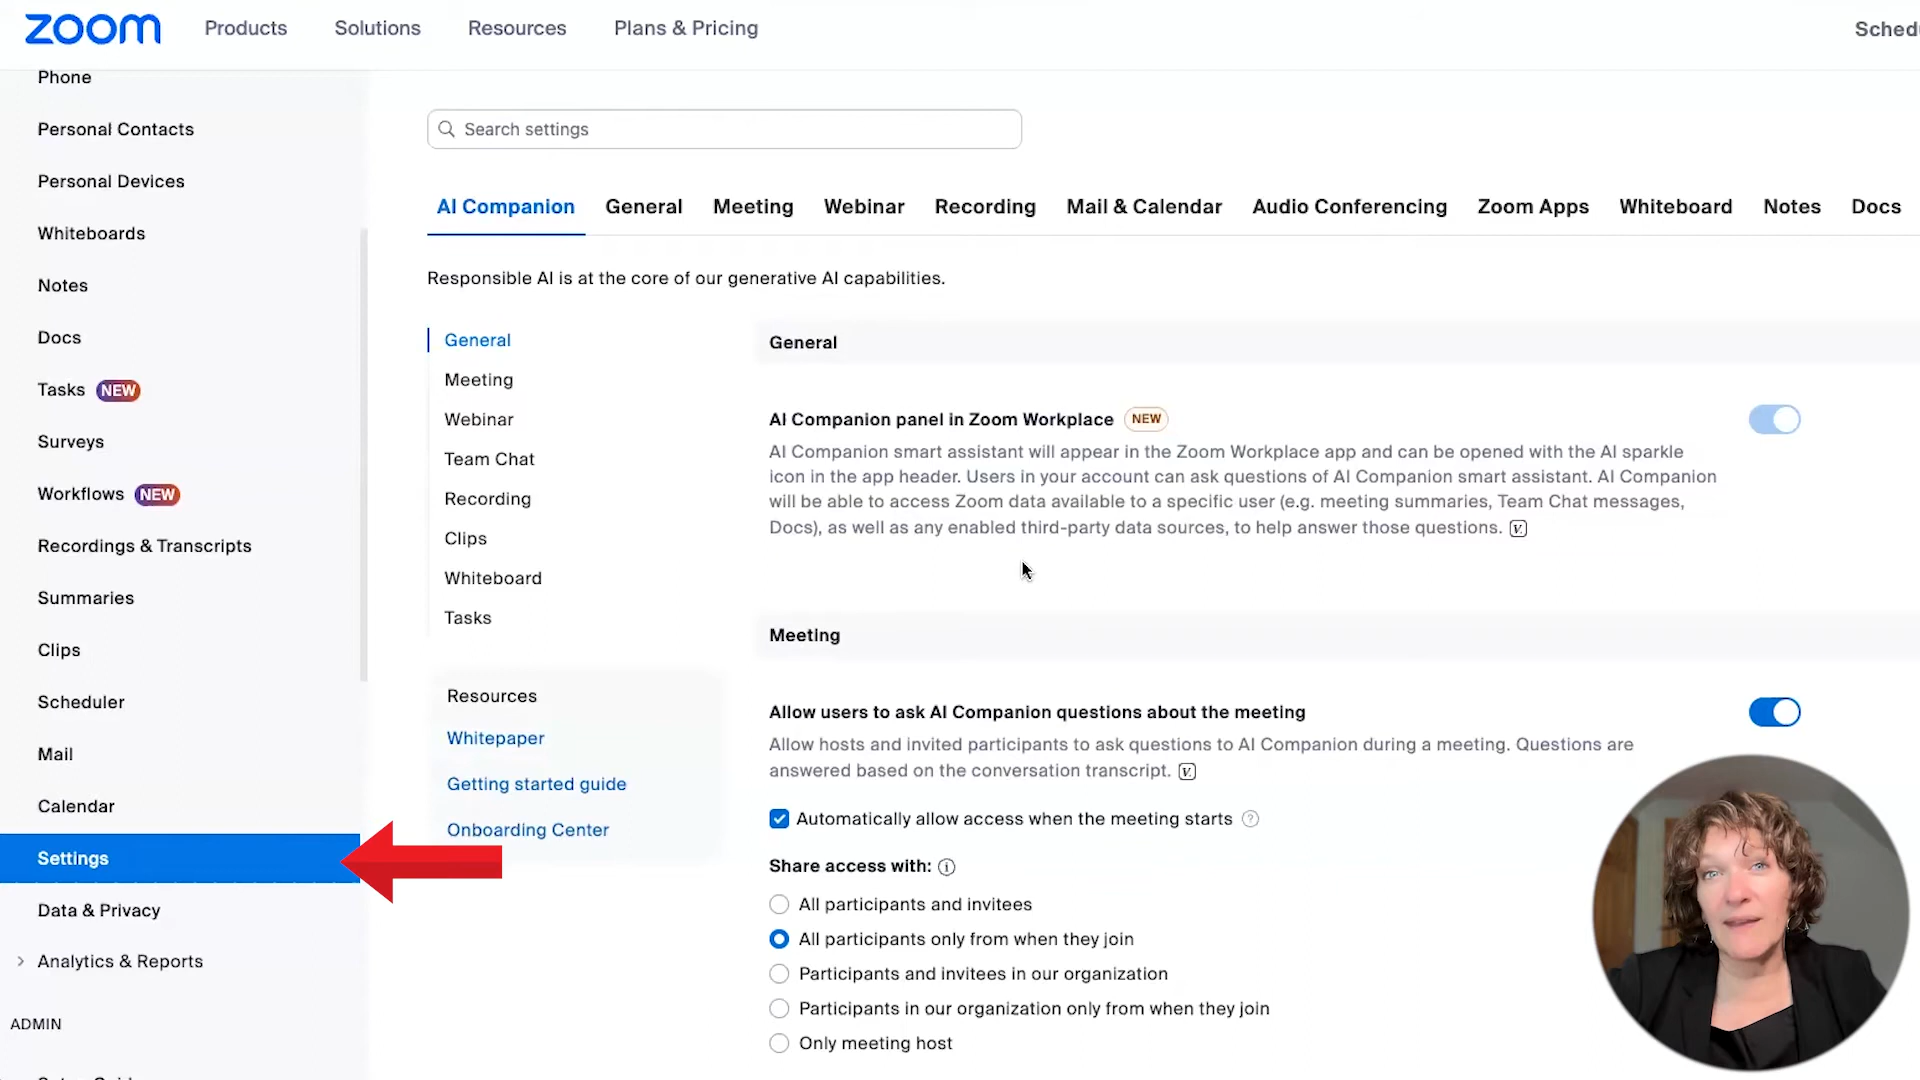 zoom
Products
Solutions
Resources
Plans & Pricing
Phone
Personal Contacts
Personal Devices
Whiteboards
Notes
Docs
Tasks NEW
Surveys
Workflows NEW
Recordings & Transcripts
Summaries
Clips
Scheduler
Mail
Calendar
Settings
Data & Privacy
Analytics & Reports
ADMIN
Search settings
AI Companion
General
Meeting
Webinar
Recording
Mail & Calendar
Audio Conferencing
Zoom Apps
Whiteboard
Notes
Docs
Responsible AI is at the core of our generative AI capabilities.
General
Meeting
Webinar
Team Chat
Recording
Clips
Whiteboard
Tasks
Resources
Whitepaper
Getting started guide
Onboarding Center
General
AI Companion panel in Zoom Workplace NEW
AI Companion smart assistant will appear in the Zoom Workplace app and can be opened with the AI sparkle
icon in the app header. Users in your account can ask questions of AI Companion smart assistant. AI Companion
will be able to access Zoom data available to a specific user (e.g. meeting summaries, Team Chat messages,
Docs), as well as any enabled third-party data sources, to help answer those questions.
Meeting
Allow users to ask AI Companion questions about the meeting
Allow hosts and invited participants to ask questions to AI Companion during a meeting. Questions are
answered based on the conversation transcript.
Automatically allow access when the meeting starts
Share access with:
All participants and invitees
All participants only from when they join
Participants and invitees in our organization
Participants in our organization only from when they join
Only meeting host